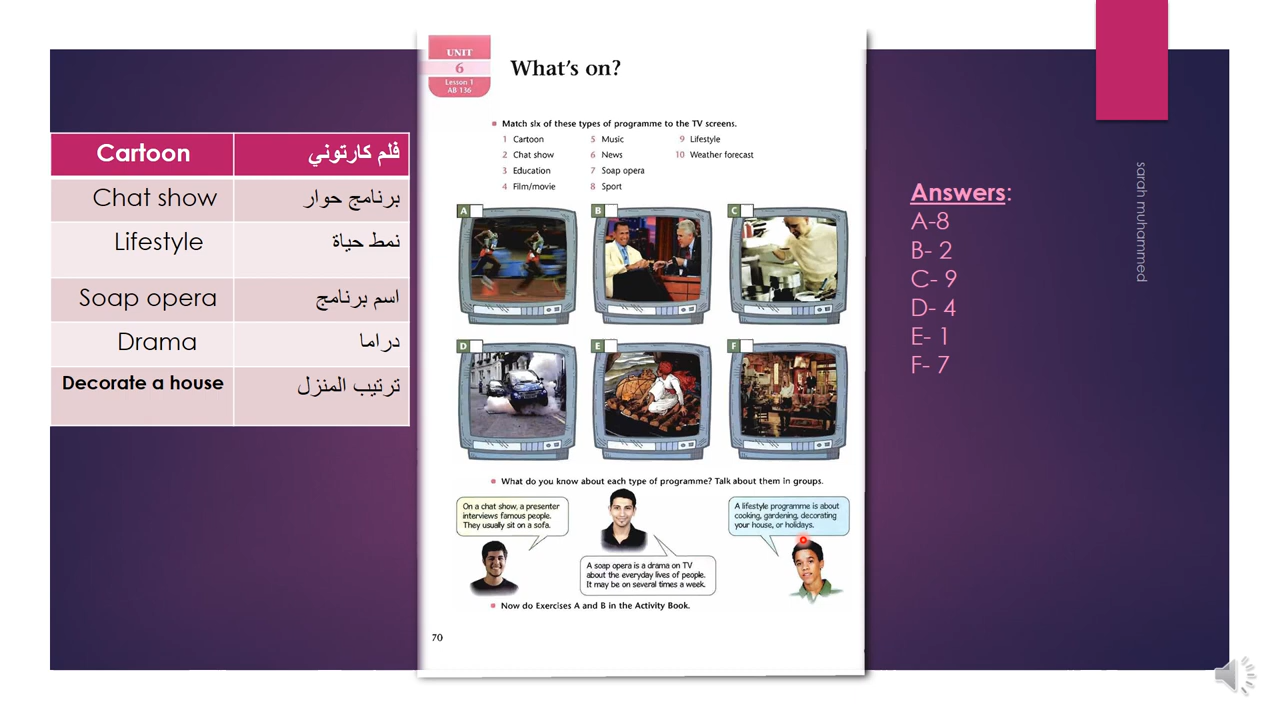 Cartoon فلم كارتوني
Chat show برنامج حوار
Lifestyle نمط حياة
Soap opera اسم برنامج
Drama دراما
Decorate a house ترتيب المنزل
UNIT
6
Lesson 1
AB 136
What's on?
Match six of these types of programme to the TV screens.
1 Cartoon 5 Music 9 Lifestyle
2 Chat show 6 News 10 Weather forecast
3 Education 7 Soap opera
4 Film/movie 8 Sport
A
B
C
D
E
F
What do you know about each type of programme? Talk about them in groups.
On a chat show, a presenter
interviews famous people.
They usually sit on a sofa.
A soap opera is a drama on TV
about the everyday lives of people.
It may be on several times a week.
A lifestyle programme is about
cooking, gardening, decorating
your house, or holidays.
Now do Exercises A and B in the Activity Book.
70
Answers:
A-8
B- 2
C- 9
D- 4
E- 1
F- 7
sarah muhammed